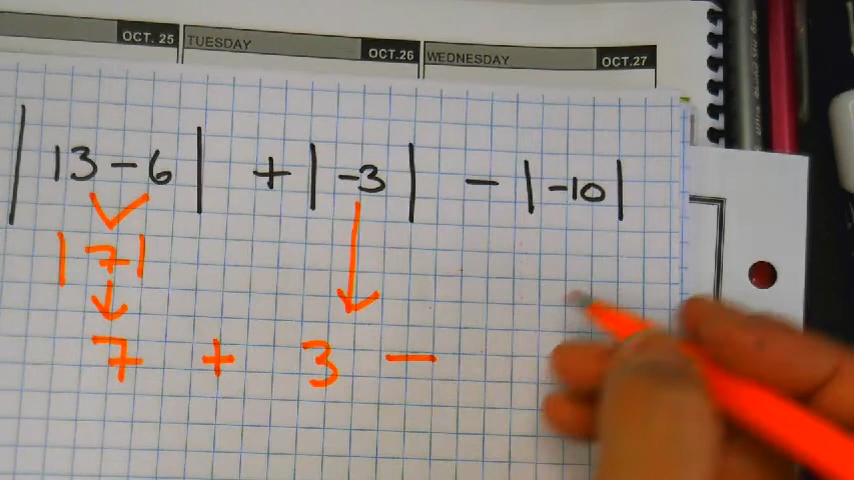 OCT. 25 TUESDAY OCT.26 WEDNESDAY OCT.27
| 13 - 6 | + | -3 | - | -10 |
| 7 |
7 + 3 -